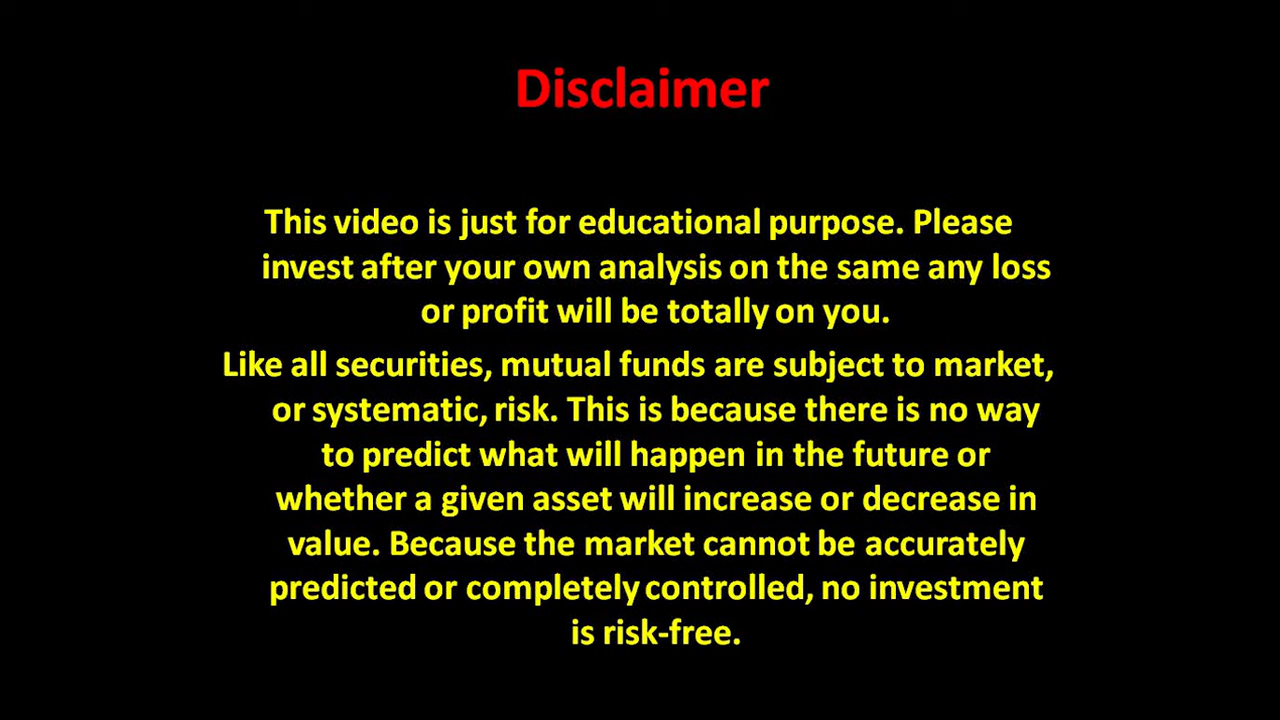 Disclaimer
This video is just for educational purpose. Please
invest after your own analysis on the same any loss
or profit will be totally on you.
Like all securities, mutual funds are subject to market,
or systematic, risk. This is because there is no way
to predict what will happen in the future or
whether a given asset will increase or decrease in
value. Because the market cannot be accurately
predicted or completely controlled, no investment
is risk-free.